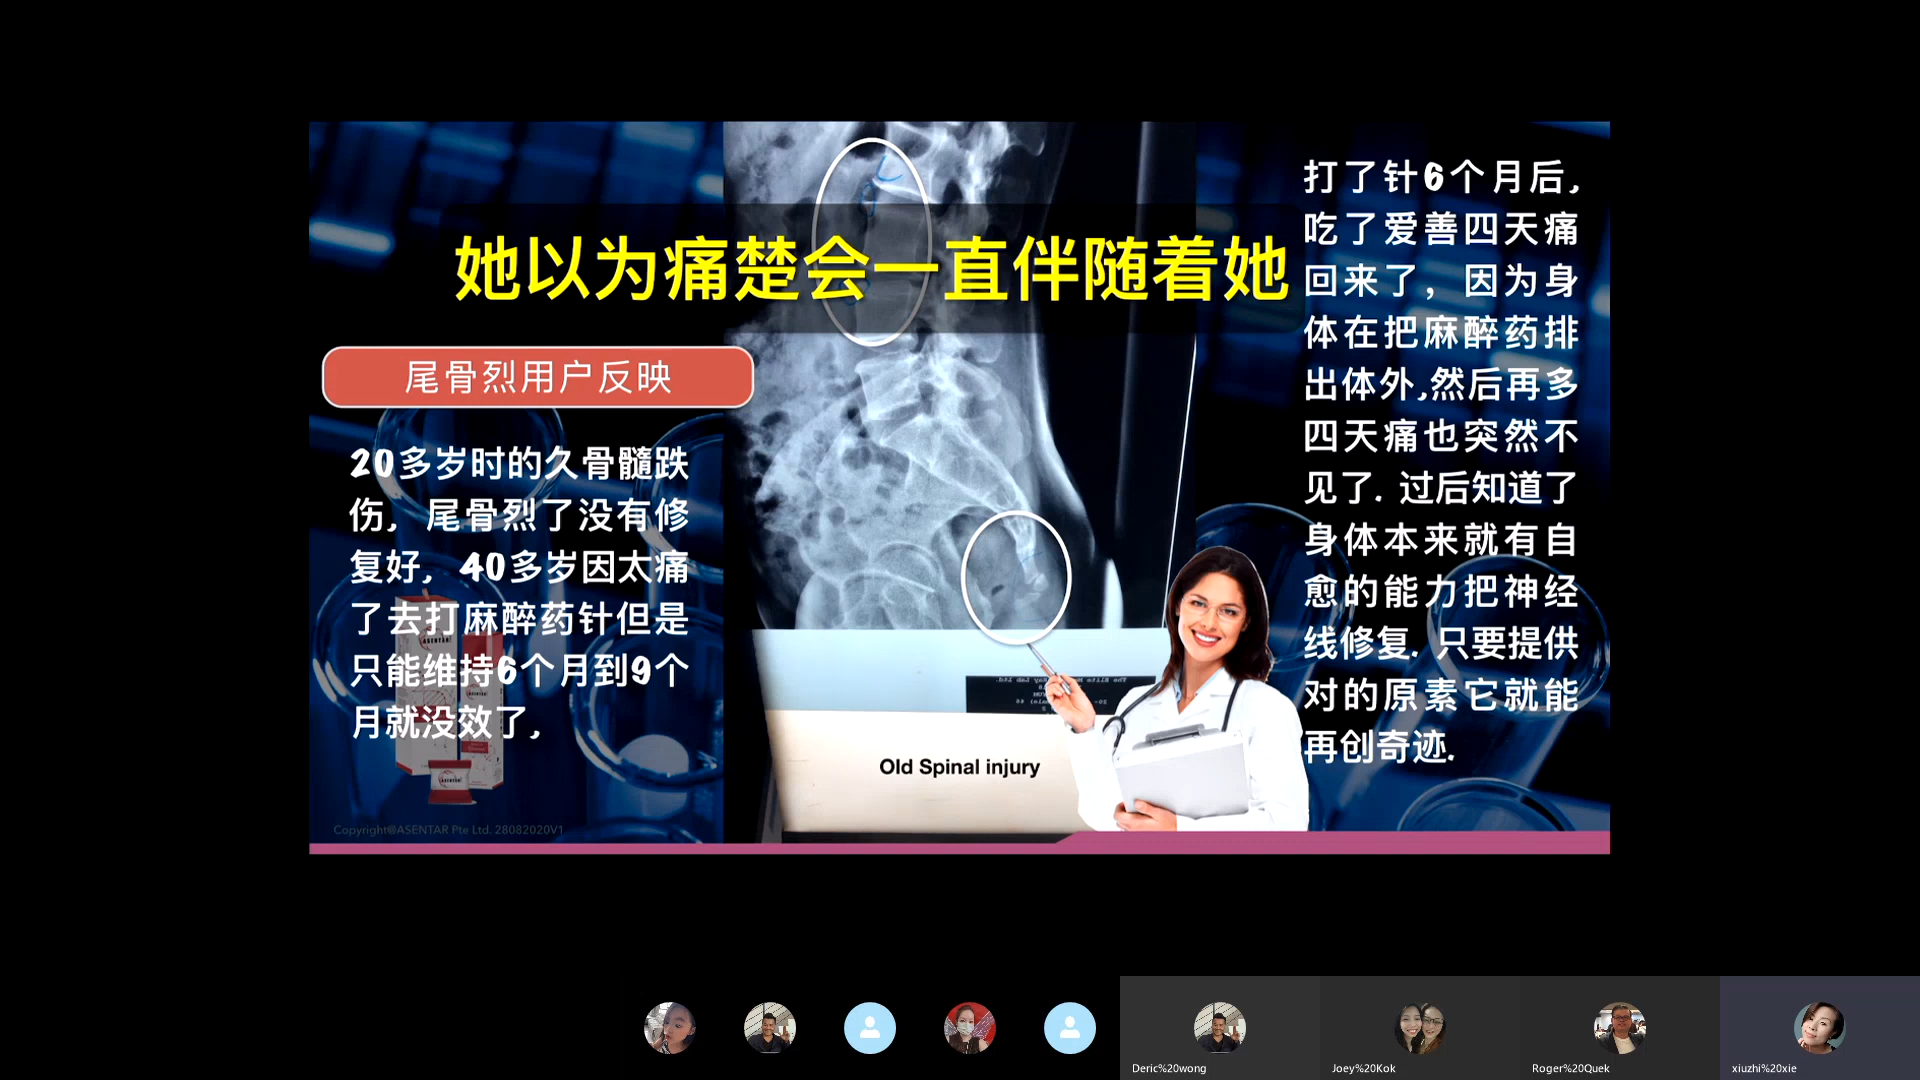 她以为痛楚会一直伴随着她
尾骨烈用户反映
20多岁时的久骨髓跌
伤, 尾骨烈了没有修
复好, 40多岁因太痛
了去打麻醉药针但是
只能维持6个月到9个
月就没效了,
打了针6个月后,
吃了爱善四天痛
回来了, 因为身
体在把麻醉药排
出体外,然后再多
四天痛也突然不
见了. 过后知道了
身体本来就有自
愈的能力把神经
线修复. 只要提供
对的原素它就能
再创奇迹.
Old Spinal injury
ASENTAR
ASENTAR
Copyright@ASENTAR Pte Ltd. 28082020V1
Deric%20wong
Joey%20Kok
Roger%20Quek
xiuzhi%20xie